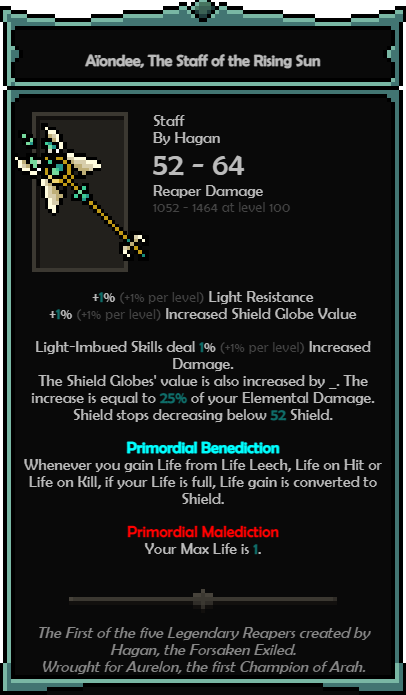 Aïondee, The Staff of the Rising Sun
Staff
By Hagan
52 - 64
Reaper Damage
1052 - 1464 at level 100
+1% (+1% per level) Light Resistance
+1% (+1% per level) Increased Shield Globe Value
Light-Imbued Skills deal 1% (+1% per level) Increased
Damage.
The Shield Globes' value is also increased by _. The
increase is equal to 25% of your Elemental Damage.
Shield stops decreasing below 52 Shield.
Primordial Benediction
Whenever you gain Life from Life Leech, Life on Hit or
Life on Kill, if your Life is full, Life gain is converted to
Shield.
Primordial Malediction
Your Max Life is 1.
The First of the five Legendary Reapers created by
Hagan, the Forsaken Exiled.
Wrought for Aurelon, the first Champion of Arah.